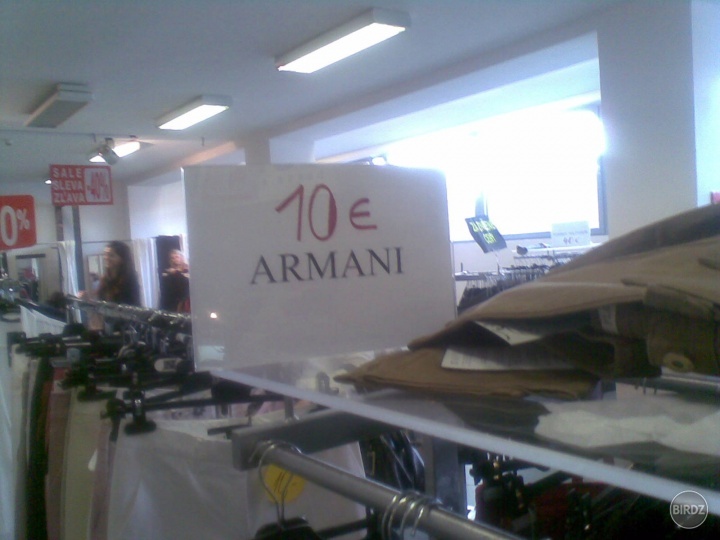 SALE
SLEVA
ZĽAVA
0%
10 €
ARMANI
BIRDZ